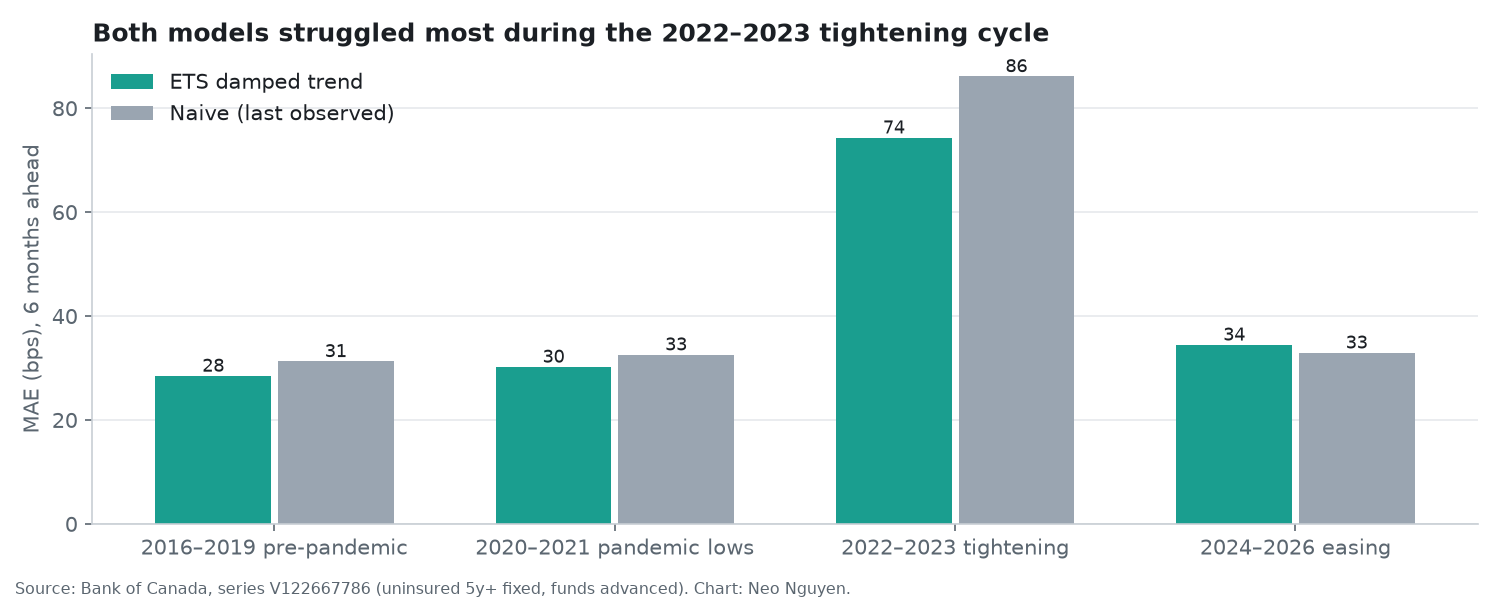 Both models struggled most during the 2022–2023 tightening cycle
ETS damped trend
Naive (last observed)
MAE (bps), 6 months ahead
80
60
40
20
0
28
31
30
33
74
86
34
33
2016–2019 pre-pandemic
2020–2021 pandemic lows
2022–2023 tightening
2024–2026 easing
Source: Bank of Canada, series V122667786 (uninsured 5y+ fixed, funds advanced). Chart: Neo Nguyen.